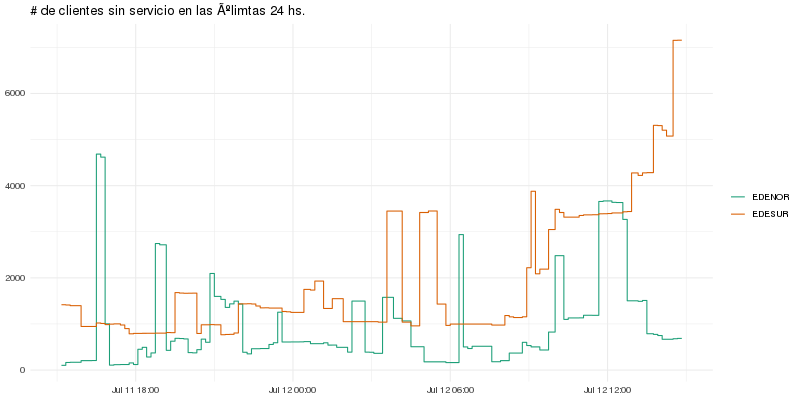 # de clientes sin servicio en las Ãºlimtas 24 hs.
6000
4000
2000
0
Jul 11 18:00
Jul 12 00:00
Jul 12 06:00
Jul 12 12:00
EDENOR
EDESUR